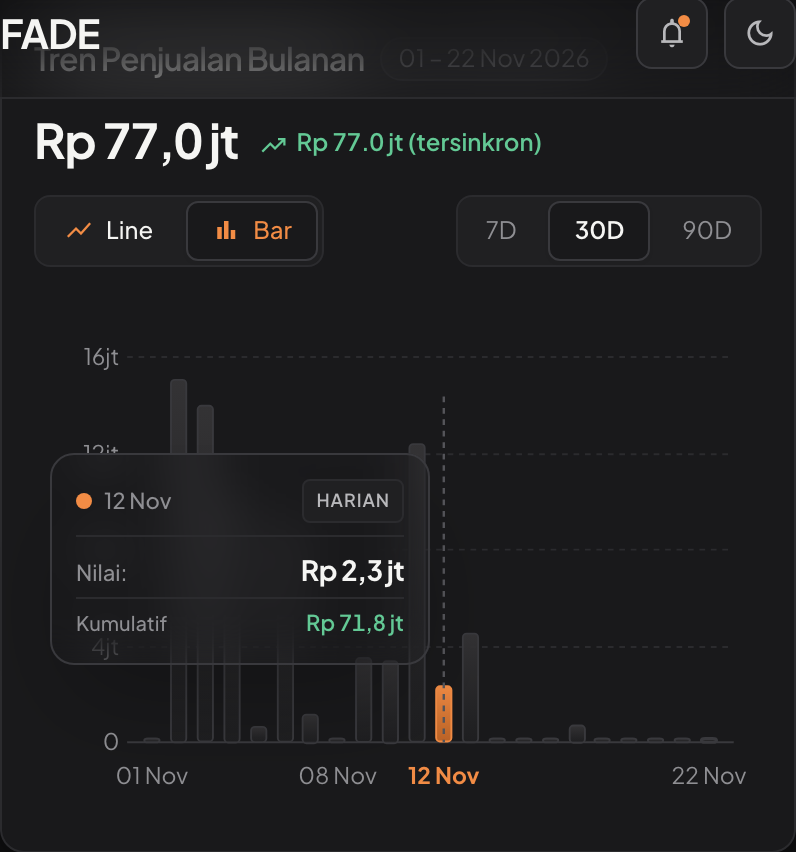 FADE
Tren Penjualan Bulanan 01 – 22 Nov 2026
Rp 77,0 jt Rp 77.0 jt (tersinkron)
Line Bar 7D 30D 90D
16jt
12jt
12 Nov HARIAN
Nilai: Rp 2,3 jt
Kumulatif Rp 71,8 jt
4jt
0
01 Nov 08 Nov 12 Nov 22 Nov